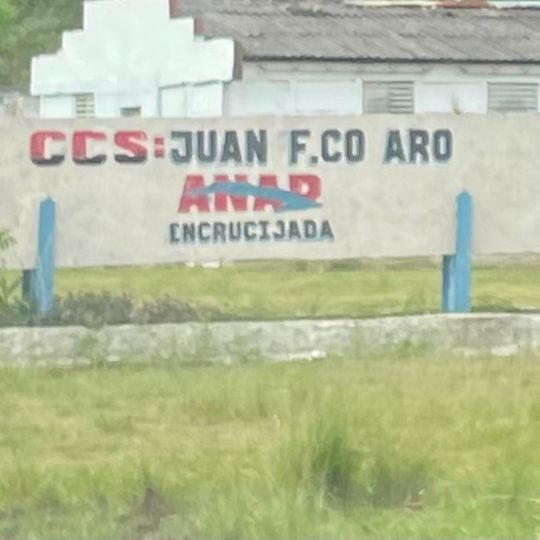 CCS: JUAN F.CO ARO
ANAP
ENCRUCIJADA